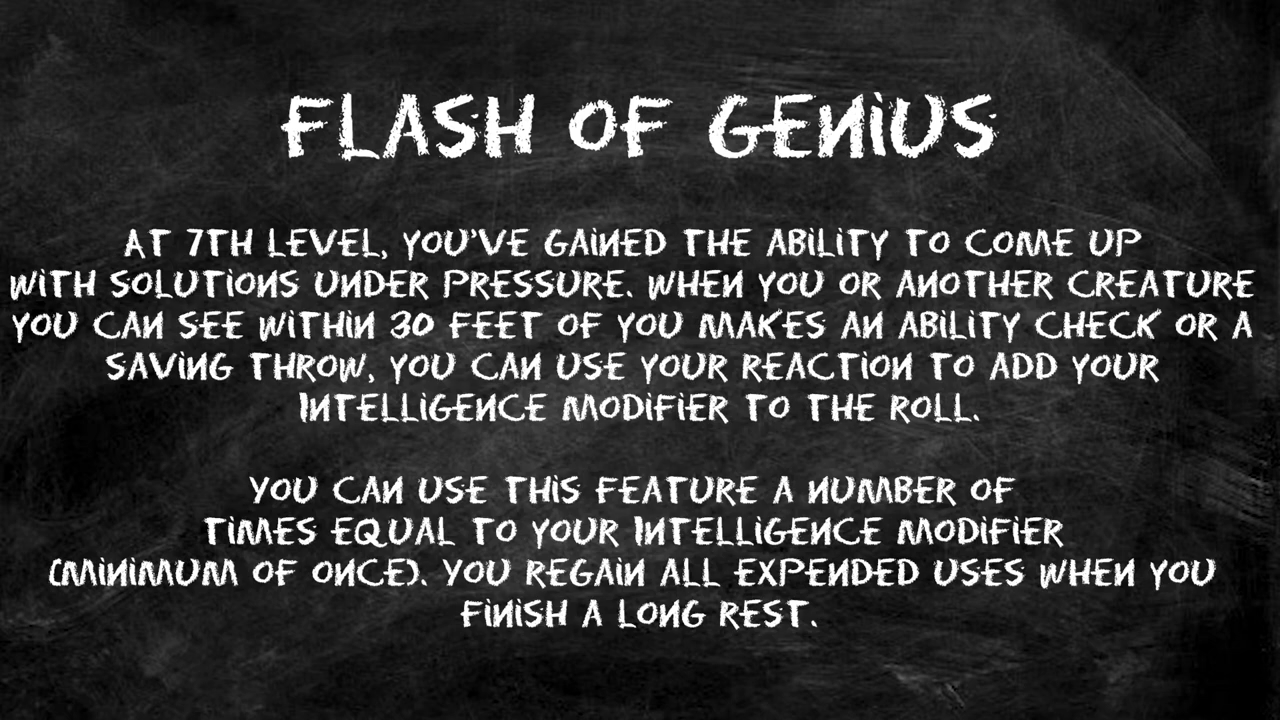 FLASH OF GENIUS
AT 7TH LEVEL, YOU'VE GAINED THE ABILITY TO COME UP
WITH SOLUTIONS UNDER PRESSURE. WHEN YOU OR ANOTHER CREATURE
YOU CAN SEE WITHIN 30 FEET OF YOU MAKES AN ABILITY CHECK OR A
SAVING THROW, YOU CAN USE YOUR REACTION TO ADD YOUR
INTELLIGENCE MODIFIER TO THE ROLL.
YOU CAN USE THIS FEATURE A NUMBER OF
TIMES EQUAL TO YOUR INTELLIGENCE MODIFIER
(MINIMUM OF ONCE). YOU REGAIN ALL EXPENDED USES WHEN YOU
FINISH A LONG REST.